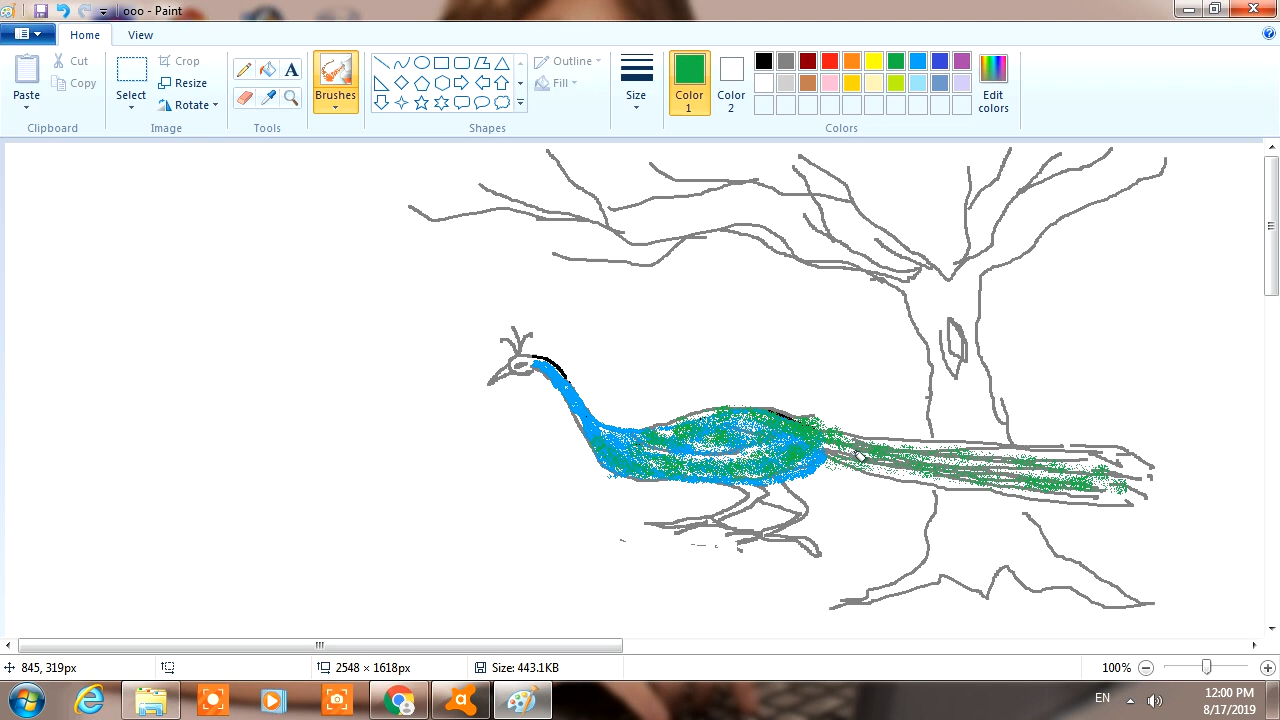 ooo - Paint
Home View
Paste Cut Copy
Clipboard
Select Crop Resize Rotate
Image
A
Tools
Brushes
Outline Fill
Shapes
Size
Color 1 Color 2
Edit colors
Colors
845, 319px 2548 × 1618px Size: 443.1KB 100%
EN 12:00 PM
8/17/2019